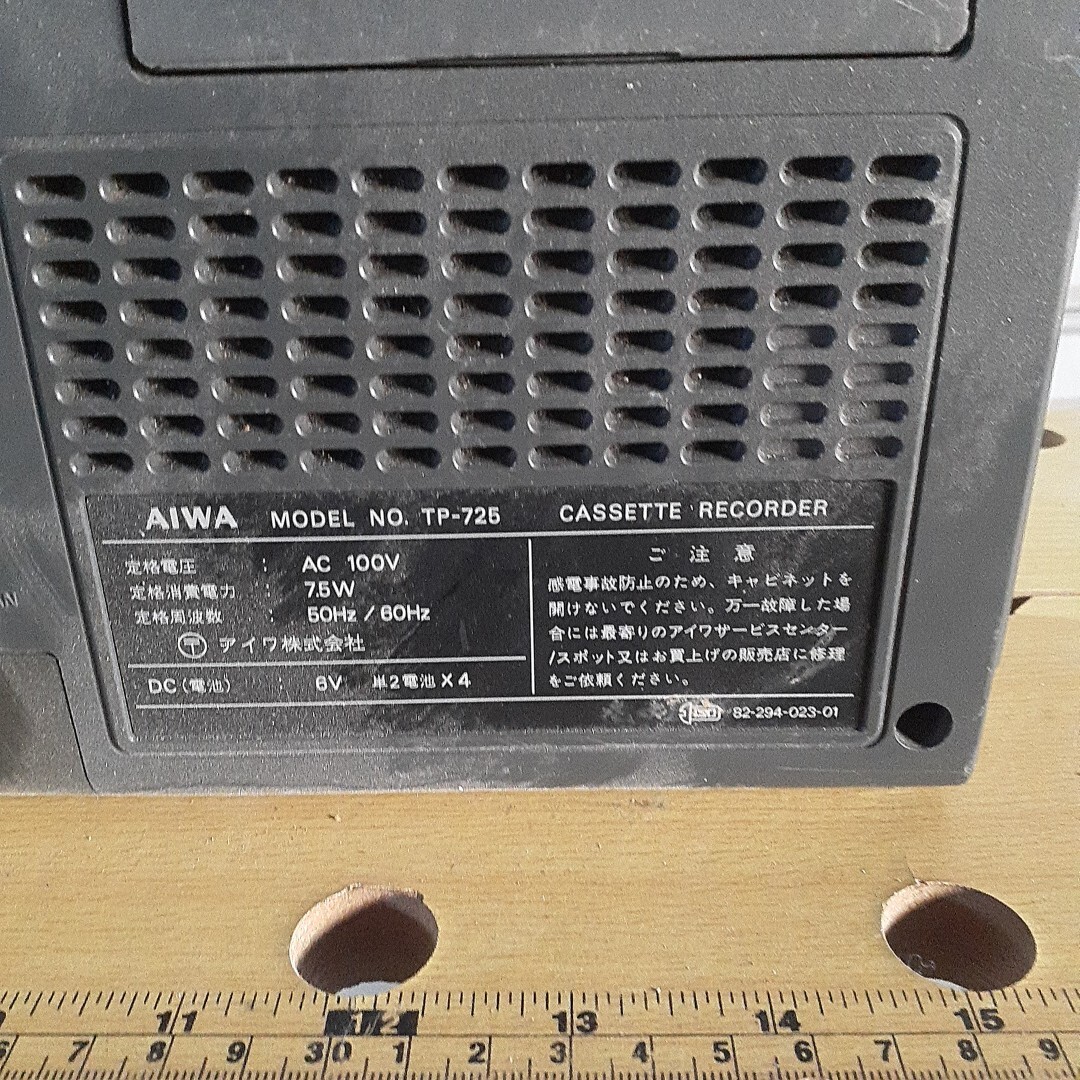 AIWA MODEL NO. TP-725 CASSETTE RECORDER
定格電圧 : AC 100V
定格消費電力 : 7.5W
定格周波数 50Hz / 60Hz
〒 アイワ株式会社
DC (電池) : 6V 単2電池×4
ご注意
感電事故防止のため、キャビネットを
開けないでください。万一故障した場
合には最寄りのアイワサービスセンター
/スポット又はお買上げの販売店に修理
をご依頼ください。
82-294-023-01
11 12 13 14 15
6 7 8 9 30 1 2 3 4 5 6 7 8 9